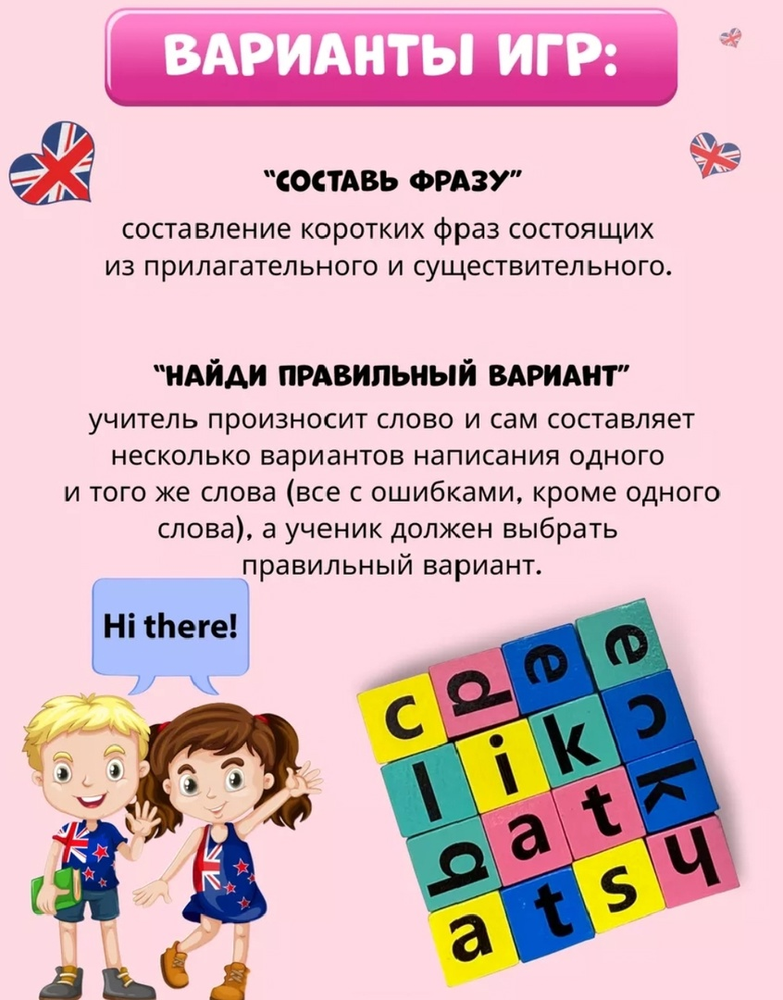 ВАРИАНТЫ ИГР:
"СОСТАВЬ ФРАЗУ"
составление коротких фраз состоящих
из прилагательного и существительного.
"НАЙДИ ПРАВИЛЬНЫЙ ВАРИАНТ"
учитель произносит слово и сам составляет
несколько вариантов написания одного
и того же слова (все с ошибками, кроме одного
слова), а ученик должен выбрать
правильный вариант.
Hi there!
c d e e
l i k c
b a t k
a t s y